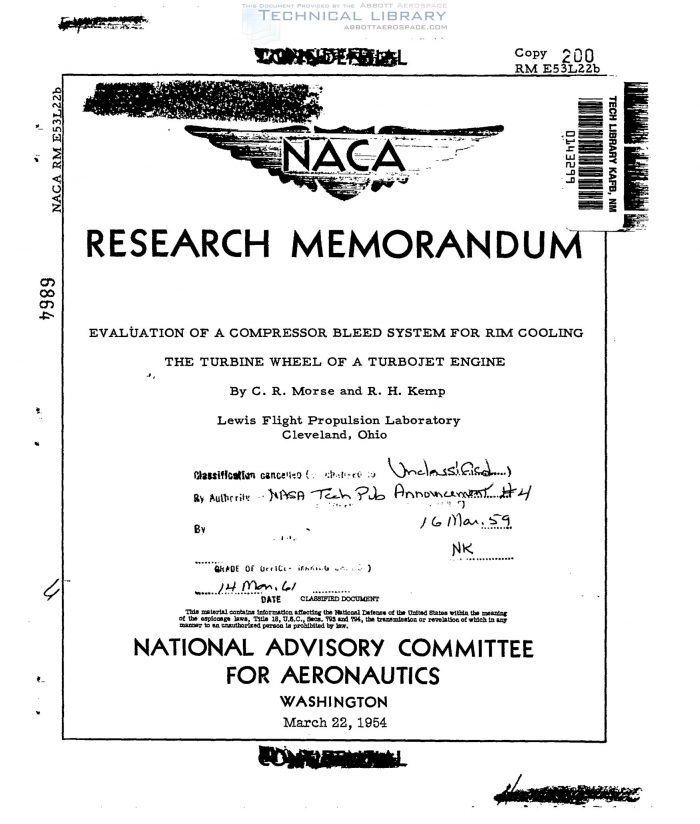 THIS DOCUMENT PROVIDED BY THE ABBOTT AEROSPACE
TECHNICAL LIBRARY
ABBOTTAEROSPACE.COM
Copy 200
RM E53L22b
NACA RM E53L22b
TECH LIBRARY KAFB, NM
0143299
NACA
RESEARCH MEMORANDUM
6864
EVALUATION OF A COMPRESSOR BLEED SYSTEM FOR RIM COOLING
THE TURBINE WHEEL OF A TURBOJET ENGINE
By C. R. Morse and R. H. Kemp
Lewis Flight Propulsion Laboratory
Cleveland, Ohio
Classification cancelled Unclassified
By Authority NASA Tech Pub Announcement #4
By 16 Mar. 59
NK
GRADE OF
14 Mar. 61
DATE CLASSIFIED DOCUMENT
This material contains information affecting the National Defense of the United States within the meaning
of the espionage laws, Title 18, U.S.C., Secs. 793 and 794, the transmission or revelation of which in any
manner to an unauthorized person is prohibited by law.
NATIONAL ADVISORY COMMITTEE
FOR AERONAUTICS
WASHINGTON
March 22, 1954